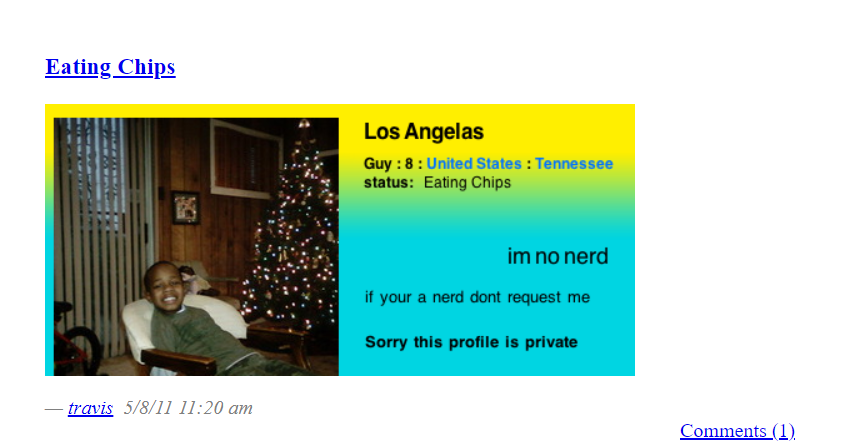 Eating Chips
Los Angelas
Guy : 8 : United States : Tennessee
status: Eating Chips
im no nerd
if your a nerd dont request me
Sorry this profile is private
— travis 5/8/11 11:20 am
Comments (1)